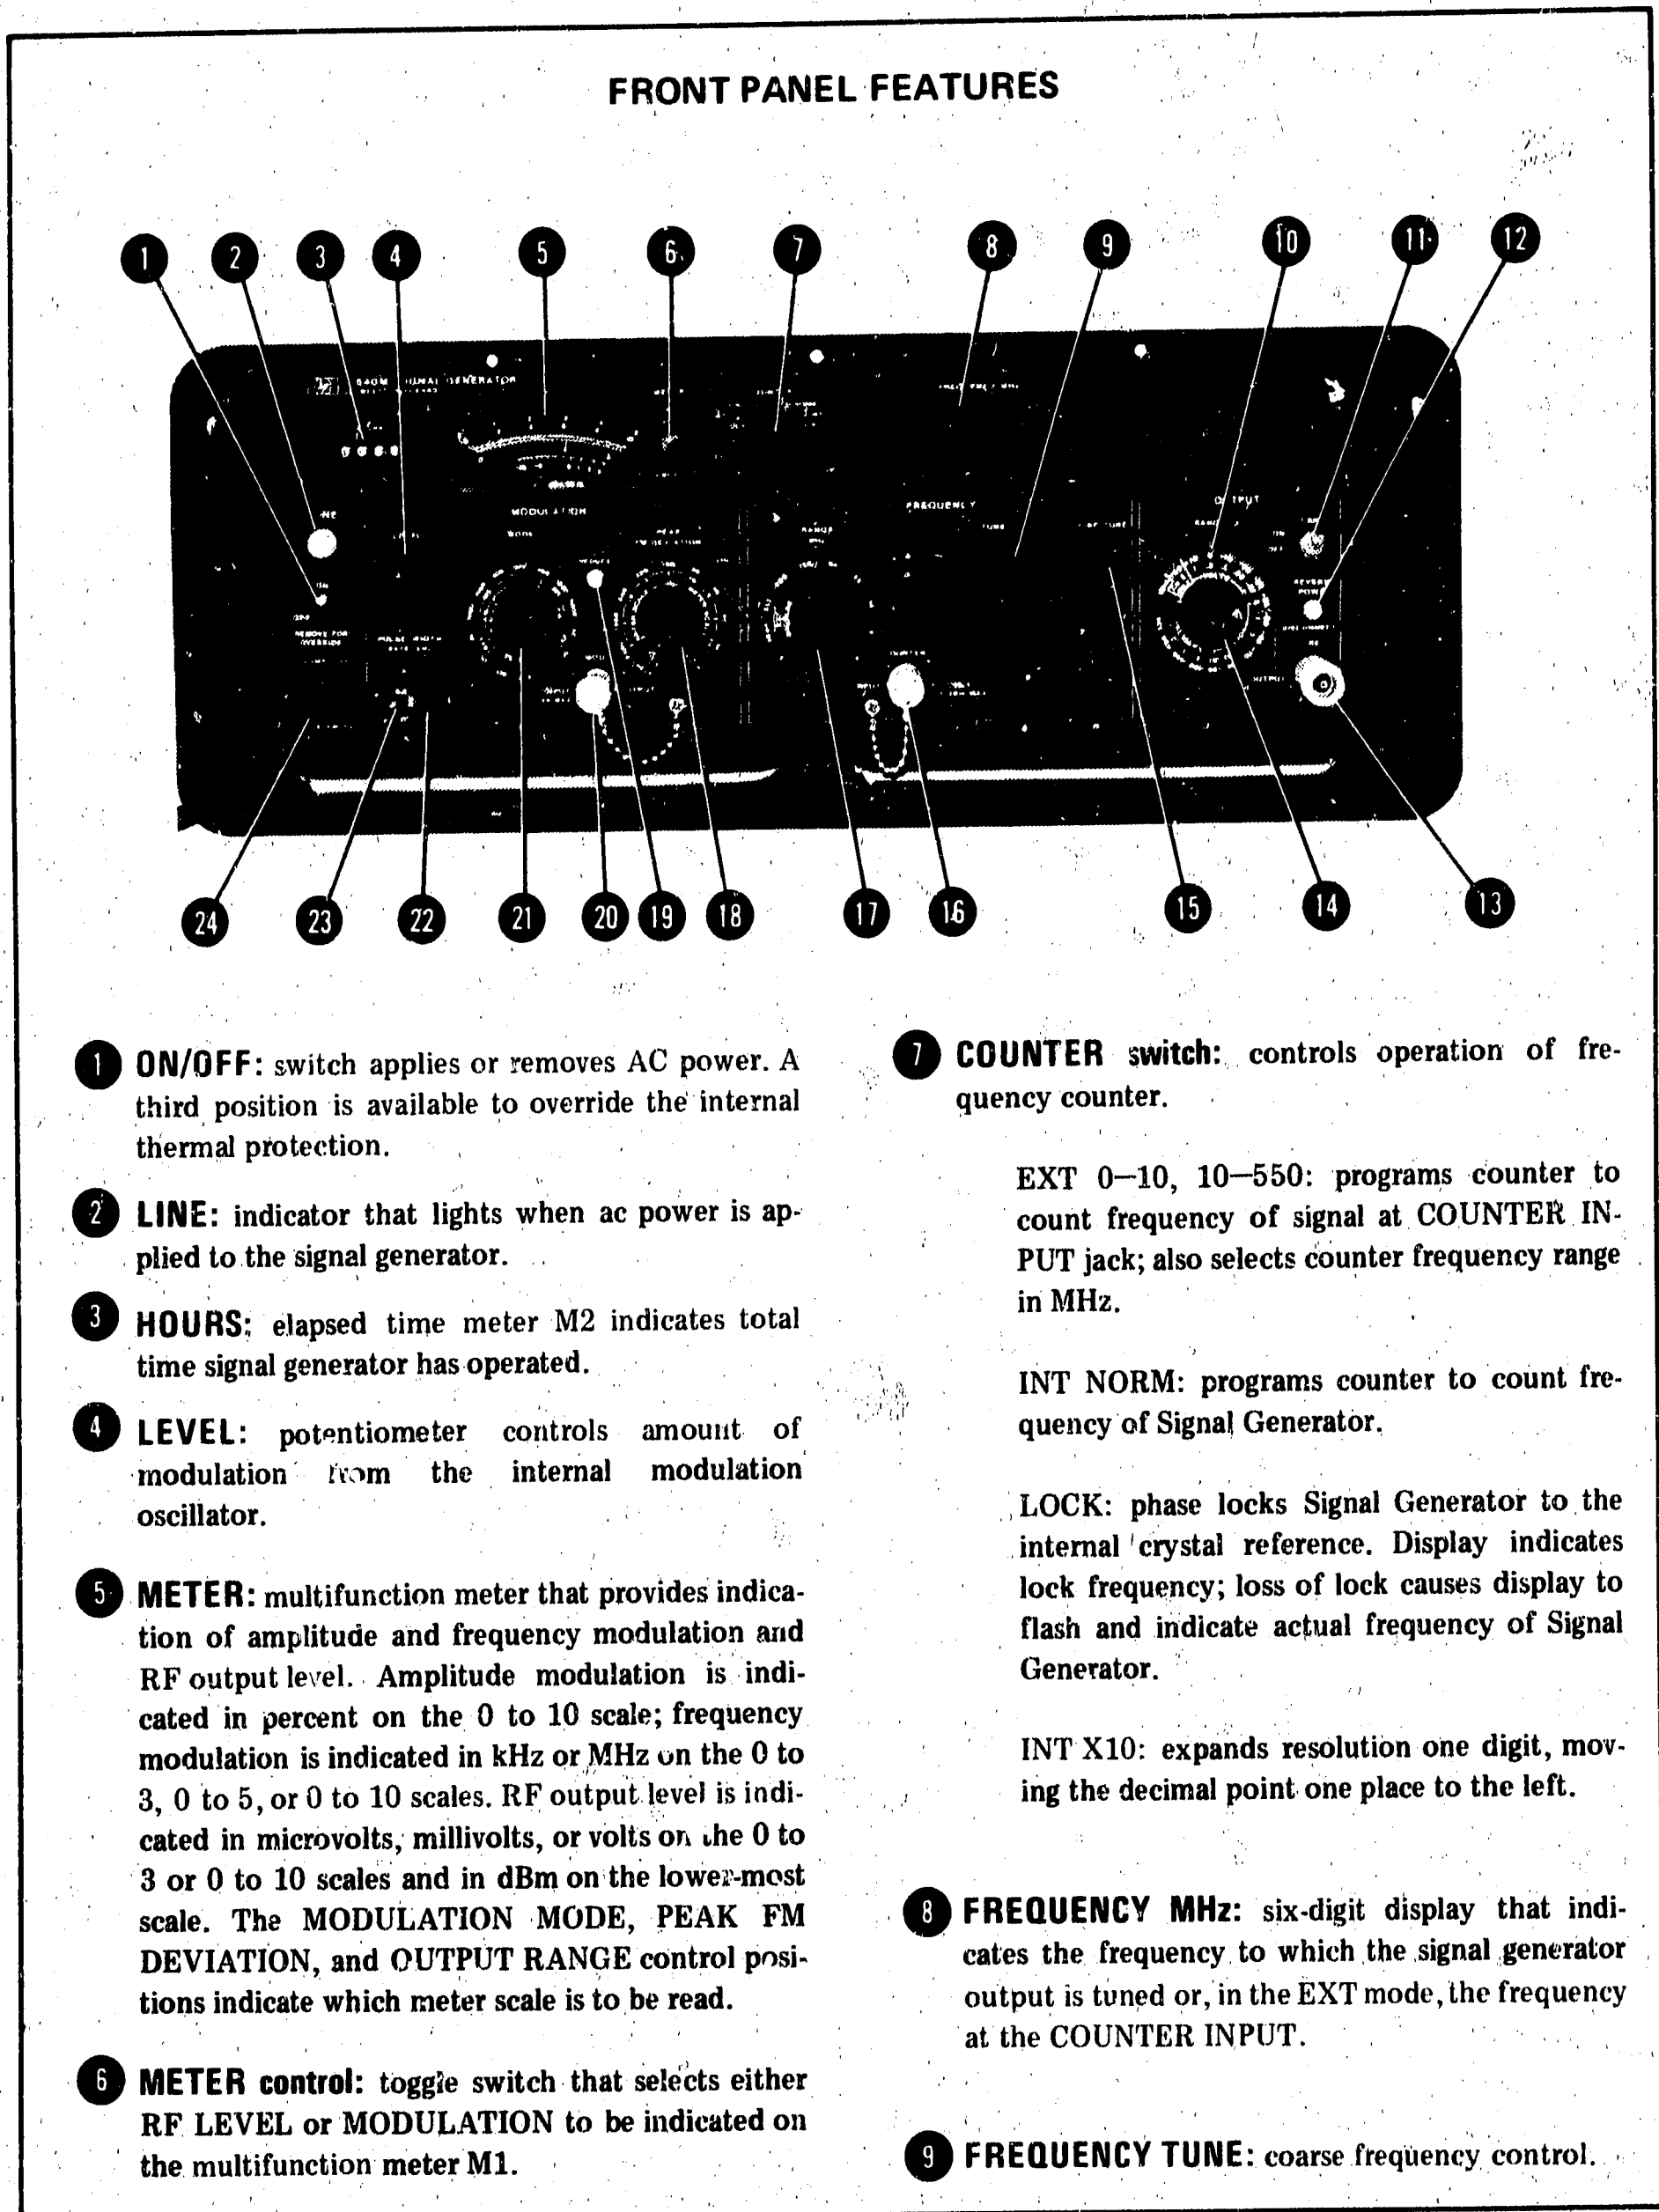 FRONT PANEL FEATURES
1 2 3 4 5 6 7 8 9 10 11 12
SIGNAL GENERATOR
MODULATION
FREQUENCY
OUTPUT
MODE
PEAK
RANGE
TUNE
REMOVE FOR
OVERRIDE
PULSE WIDTH
COUNTER
24 23 22 21 20 19 18 17 16 15 14 13
1 ON/OFF: switch applies or removes AC power. A
third position is available to override the internal
thermal protection.
2 LINE: indicator that lights when ac power is ap-
plied to the signal generator.
3 HOURS: elapsed time meter M2 indicates total
time signal generator has operated.
4 LEVEL: potentiometer controls amount of
modulation from the internal modulation
oscillator.
5 METER: multifunction meter that provides indica-
tion of amplitude and frequency modulation and
RF output level. Amplitude modulation is indi-
cated in percent on the 0 to 10 scale; frequency
modulation is indicated in kHz or MHz on the 0 to
3, 0 to 5, or 0 to 10 scales. RF output level is indi-
cated in microvolts, millivolts, or volts on the 0 to
3 or 0 to 10 scales and in dBm on the lower-most
scale. The MODULATION MODE, PEAK FM
DEVIATION, and OUTPUT RANGE control posi-
tions indicate which meter scale is to be read.
6 METER control: toggle switch that selects either
RF LEVEL or MODULATION to be indicated on
the multifunction meter M1.
7 COUNTER switch: controls operation of fre-
quency counter.
EXT 0—10, 10—550: programs counter to
count frequency of signal at COUNTER IN-
PUT jack; also selects counter frequency range
in MHz.
INT NORM: programs counter to count fre-
quency of Signal Generator.
LOCK: phase locks Signal Generator to the
internal crystal reference. Display indicates
lock frequency; loss of lock causes display to
flash and indicate actual frequency of Signal
Generator.
INT X10: expands resolution one digit, mov-
ing the decimal point one place to the left.
8 FREQUENCY MHz: six-digit display that indi-
cates the frequency to which the signal generator
output is tuned or, in the EXT mode, the frequency
at the COUNTER INPUT.
9 FREQUENCY TUNE: coarse frequency control.